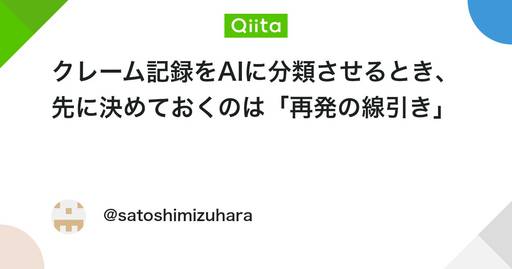 Qiita
クレーム記録をAIに分類させるとき、
先に決めておくのは「再発の線引き」
@satoshimizuhara